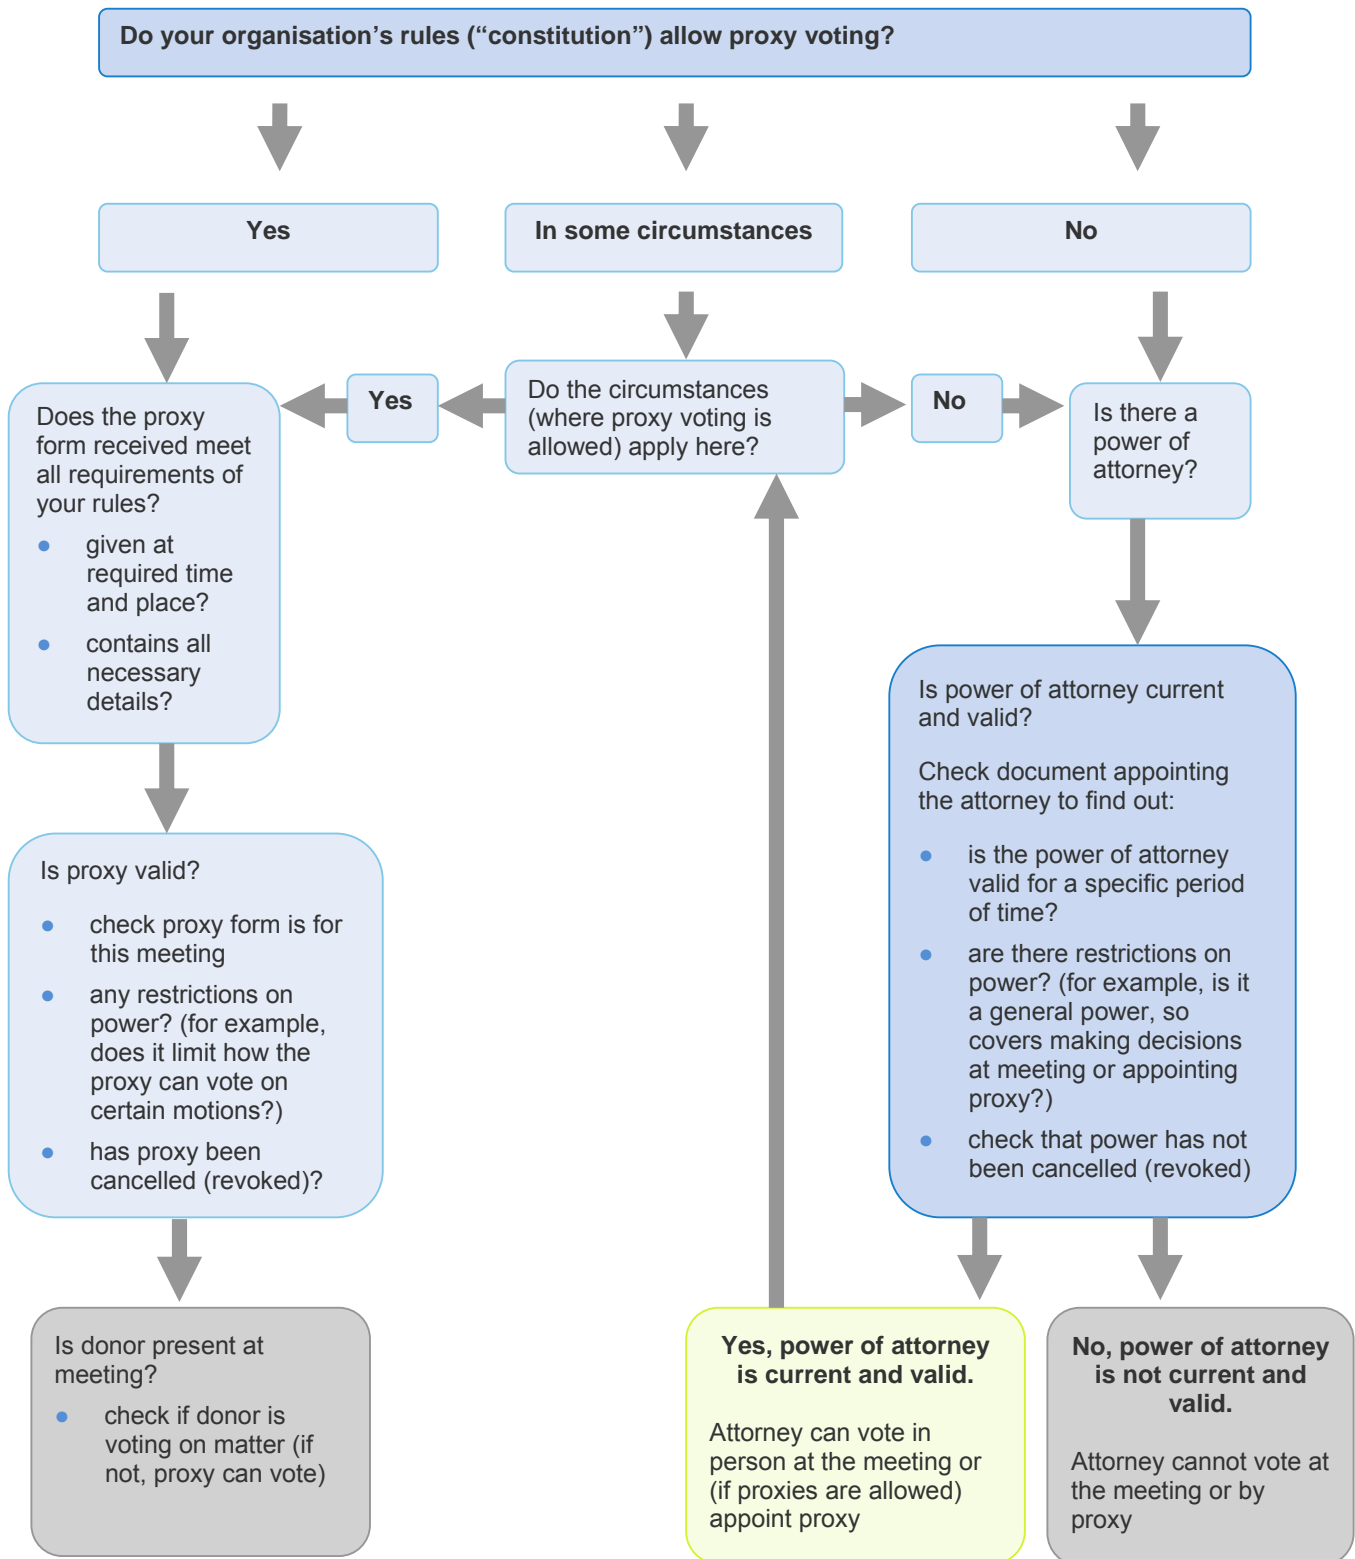 Do your organisation’s rules (“constitution”) allow proxy voting?
Yes
In some circumstances
No
Does the proxy
form received meet
all requirements of
your rules?
● given at
required time
and place?
● contains all
necessary
details?
Yes
Do the circumstances
(where proxy voting is
allowed) apply here?
No
Is there a
power of
attorney?
Is proxy valid?
● check proxy form is for
this meeting
● any restrictions on
power? (for example,
does it limit how the
proxy can vote on
certain motions?)
● has proxy been
cancelled (revoked)?
Is power of attorney current
and valid?
Check document appointing
the attorney to find out:
● is the power of attorney
valid for a specific period
of time?
● are there restrictions on
power? (for example, is it
a general power, so
covers making decisions
at meeting or appointing
proxy?)
● check that power has not
been cancelled (revoked)
Is donor present at
meeting?
● check if donor is
voting on matter (if
not, proxy can vote)
Yes, power of attorney
is current and valid.
Attorney can vote in
person at the meeting or
(if proxies are allowed)
appoint proxy
No, power of attorney
is not current and
valid.
Attorney cannot vote at
the meeting or by
proxy